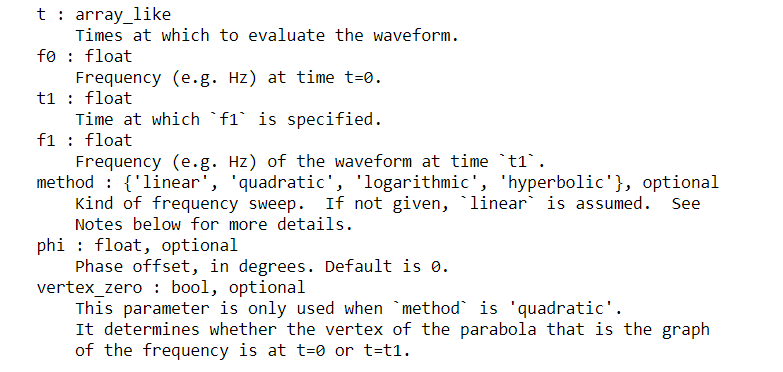 t : array_like
    Times at which to evaluate the waveform.
f0 : float
    Frequency (e.g. Hz) at time t=0.
t1 : float
    Time at which `f1` is specified.
f1 : float
    Frequency (e.g. Hz) of the waveform at time `t1`.
method : {'linear', 'quadratic', 'logarithmic', 'hyperbolic'}, optional
    Kind of frequency sweep.  If not given, `linear` is assumed.  See
    Notes below for more details.
phi : float, optional
    Phase offset, in degrees. Default is 0.
vertex_zero : bool, optional
    This parameter is only used when `method` is 'quadratic'.
    It determines whether the vertex of the parabola that is the graph
    of the frequency is at t=0 or t=t1.